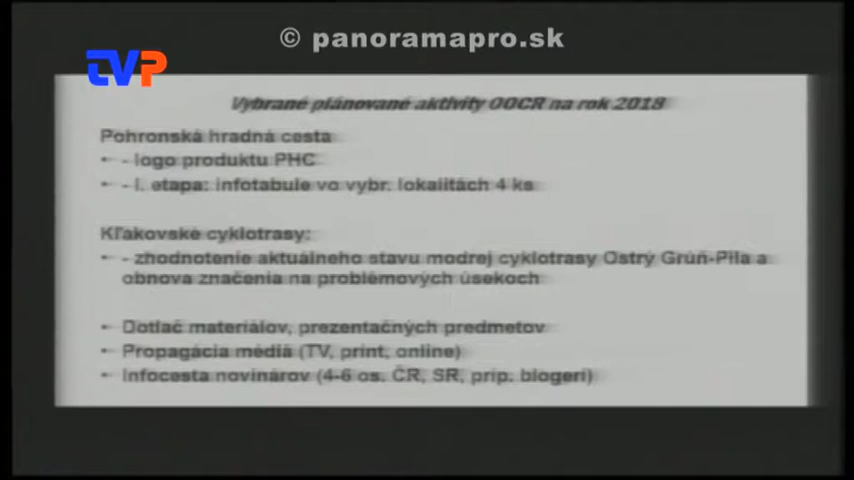 © panoramapro.sk
tVP
Vybrané plánované aktivity OOCR na rok 2018
Pohronská hradná cesta
- - logo produktu PHC
- - I. etapa: infotabule vo vybr. lokalitách 4 ks
Kľakovské cyklotrasy:
- - zhodnotenie aktuálneho stavu modrej cyklotrasy Ostrý Grúň-Píla a
obnova značenia na problémových úsekoch
- Dotlač materiálov, prezentačných predmetov
- Propagácia médiá (TV, print, online)
- Infocesta novinárov (4-6 os. ČR, SR, príp. blogeri)